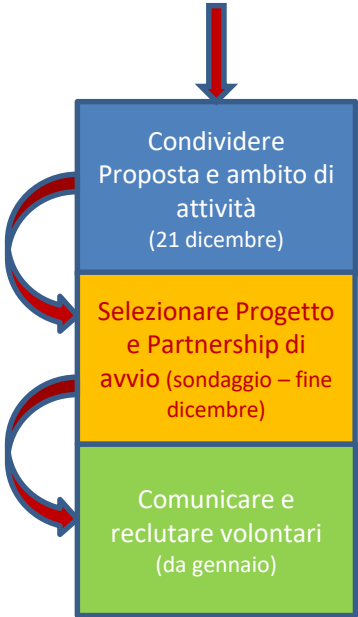 Condividere
Proposta e ambito di
attività
(21 dicembre)
Selezionare Progetto
e Partnership di
avvio (sondaggio – fine
dicembre)
Comunicare e
reclutare volontari
(da gennaio)